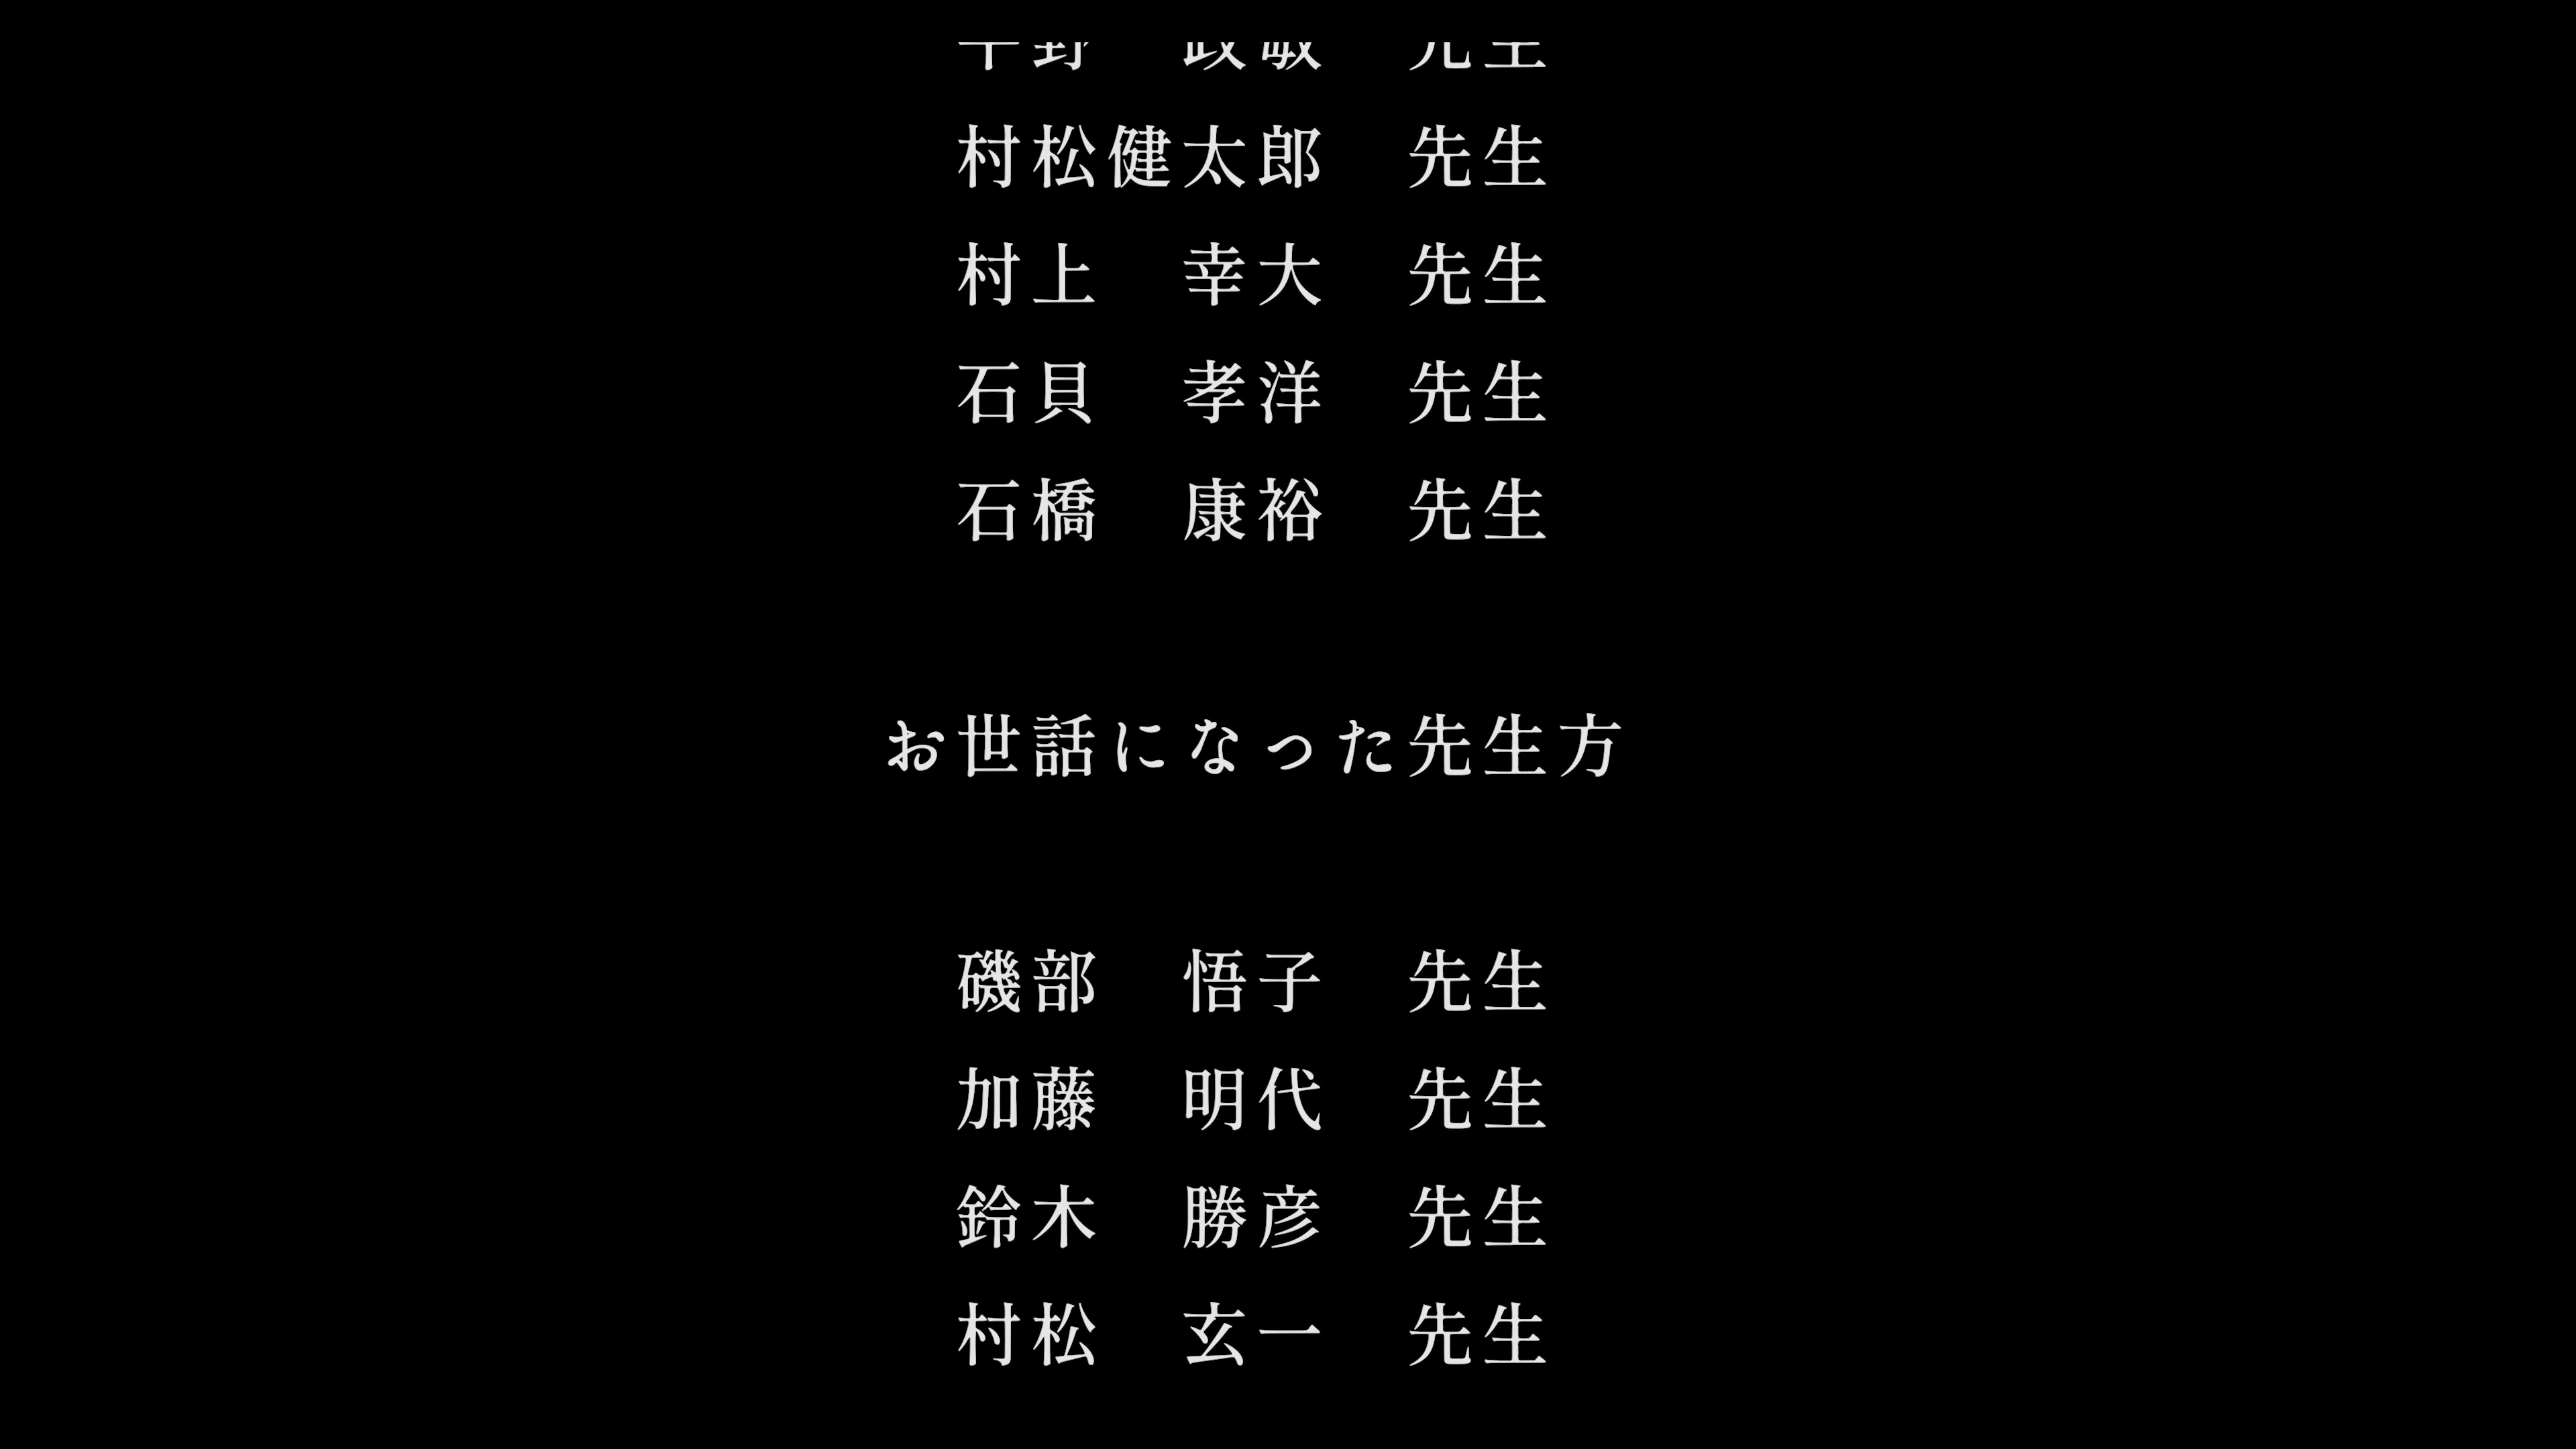 村松健太郎　先生
村上　幸大　先生
石貝　孝洋　先生
石橋　康裕　先生
お世話になった先生方
磯部　悟子　先生
加藤　明代　先生
鈴木　勝彦　先生
村松　玄一　先生